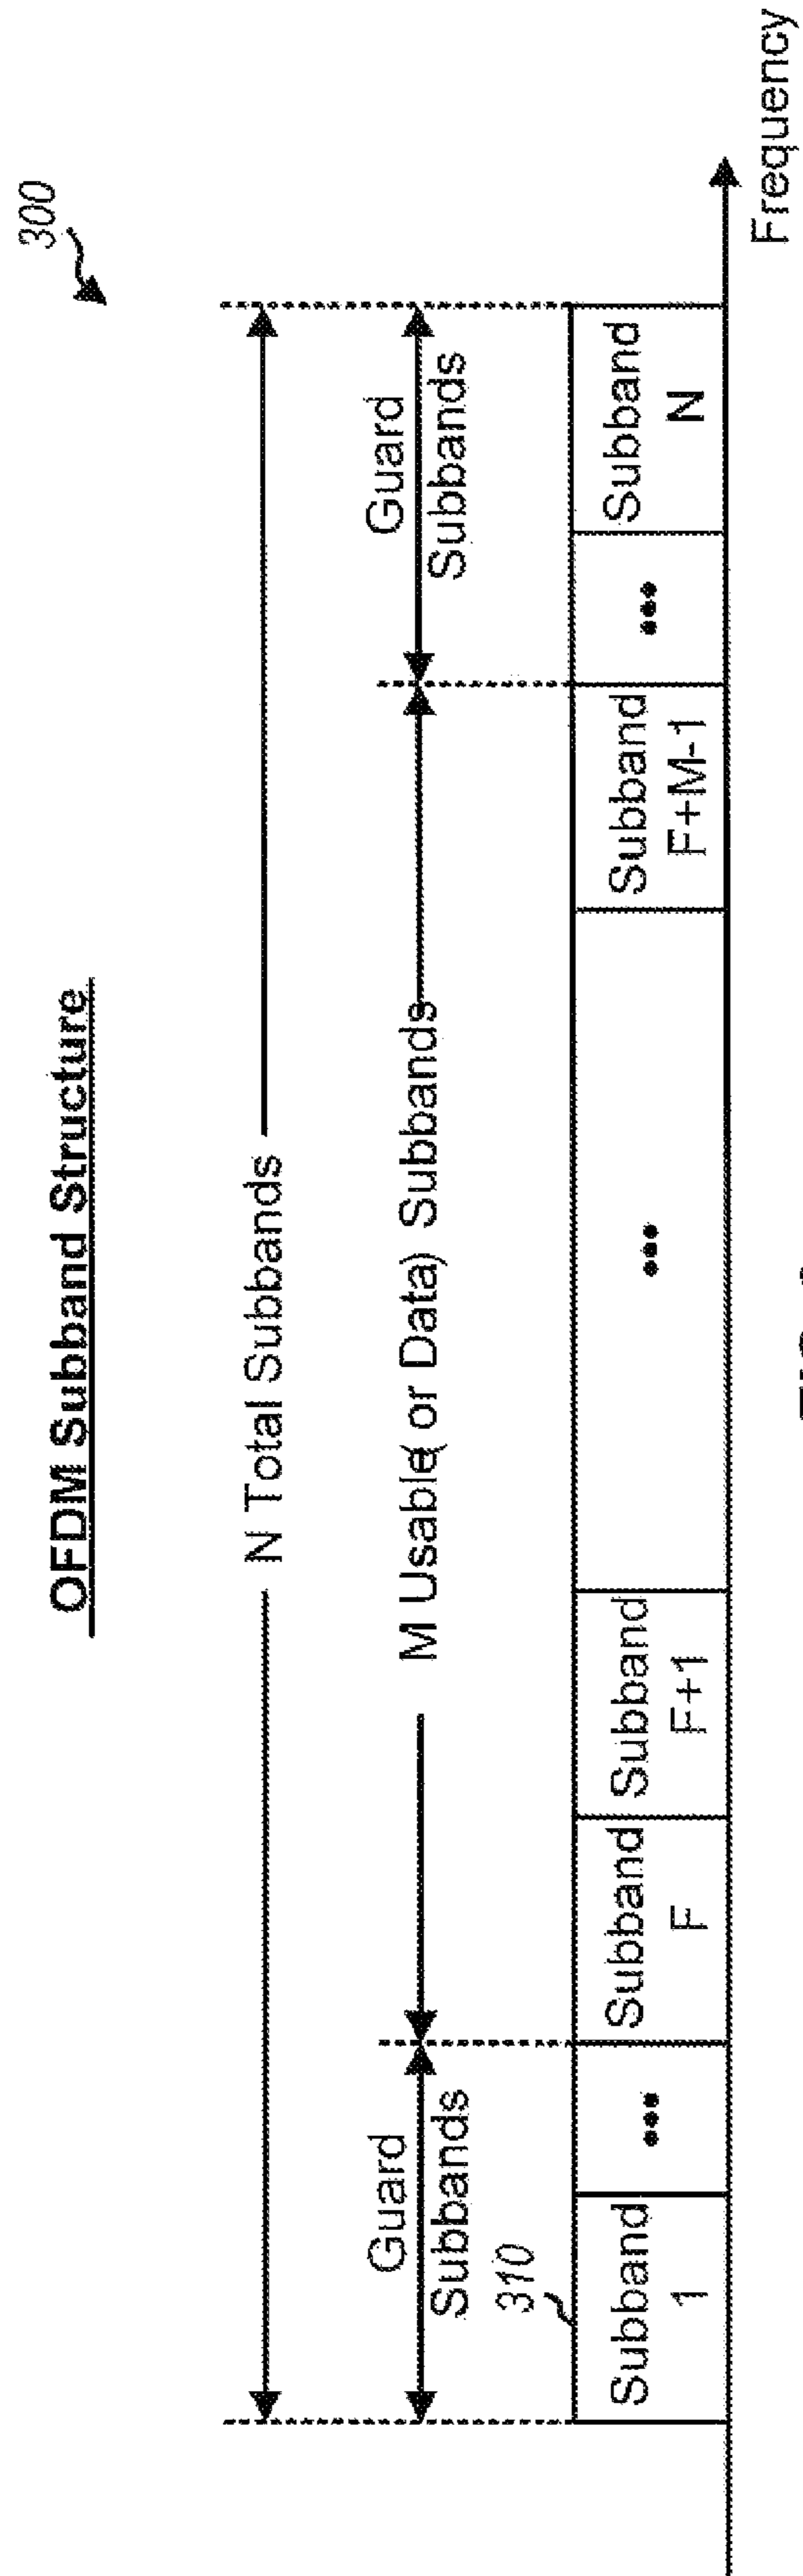 OFDM Subband Structure
300
N Total Subbands
Guard
Subbands
M Usable( or Data) Subbands
Guard
Subbands
310
Subband
1
•••
Subband
F
Subband
F+1
•••
Subband
F+M-1
•••
Subband
N
Frequency